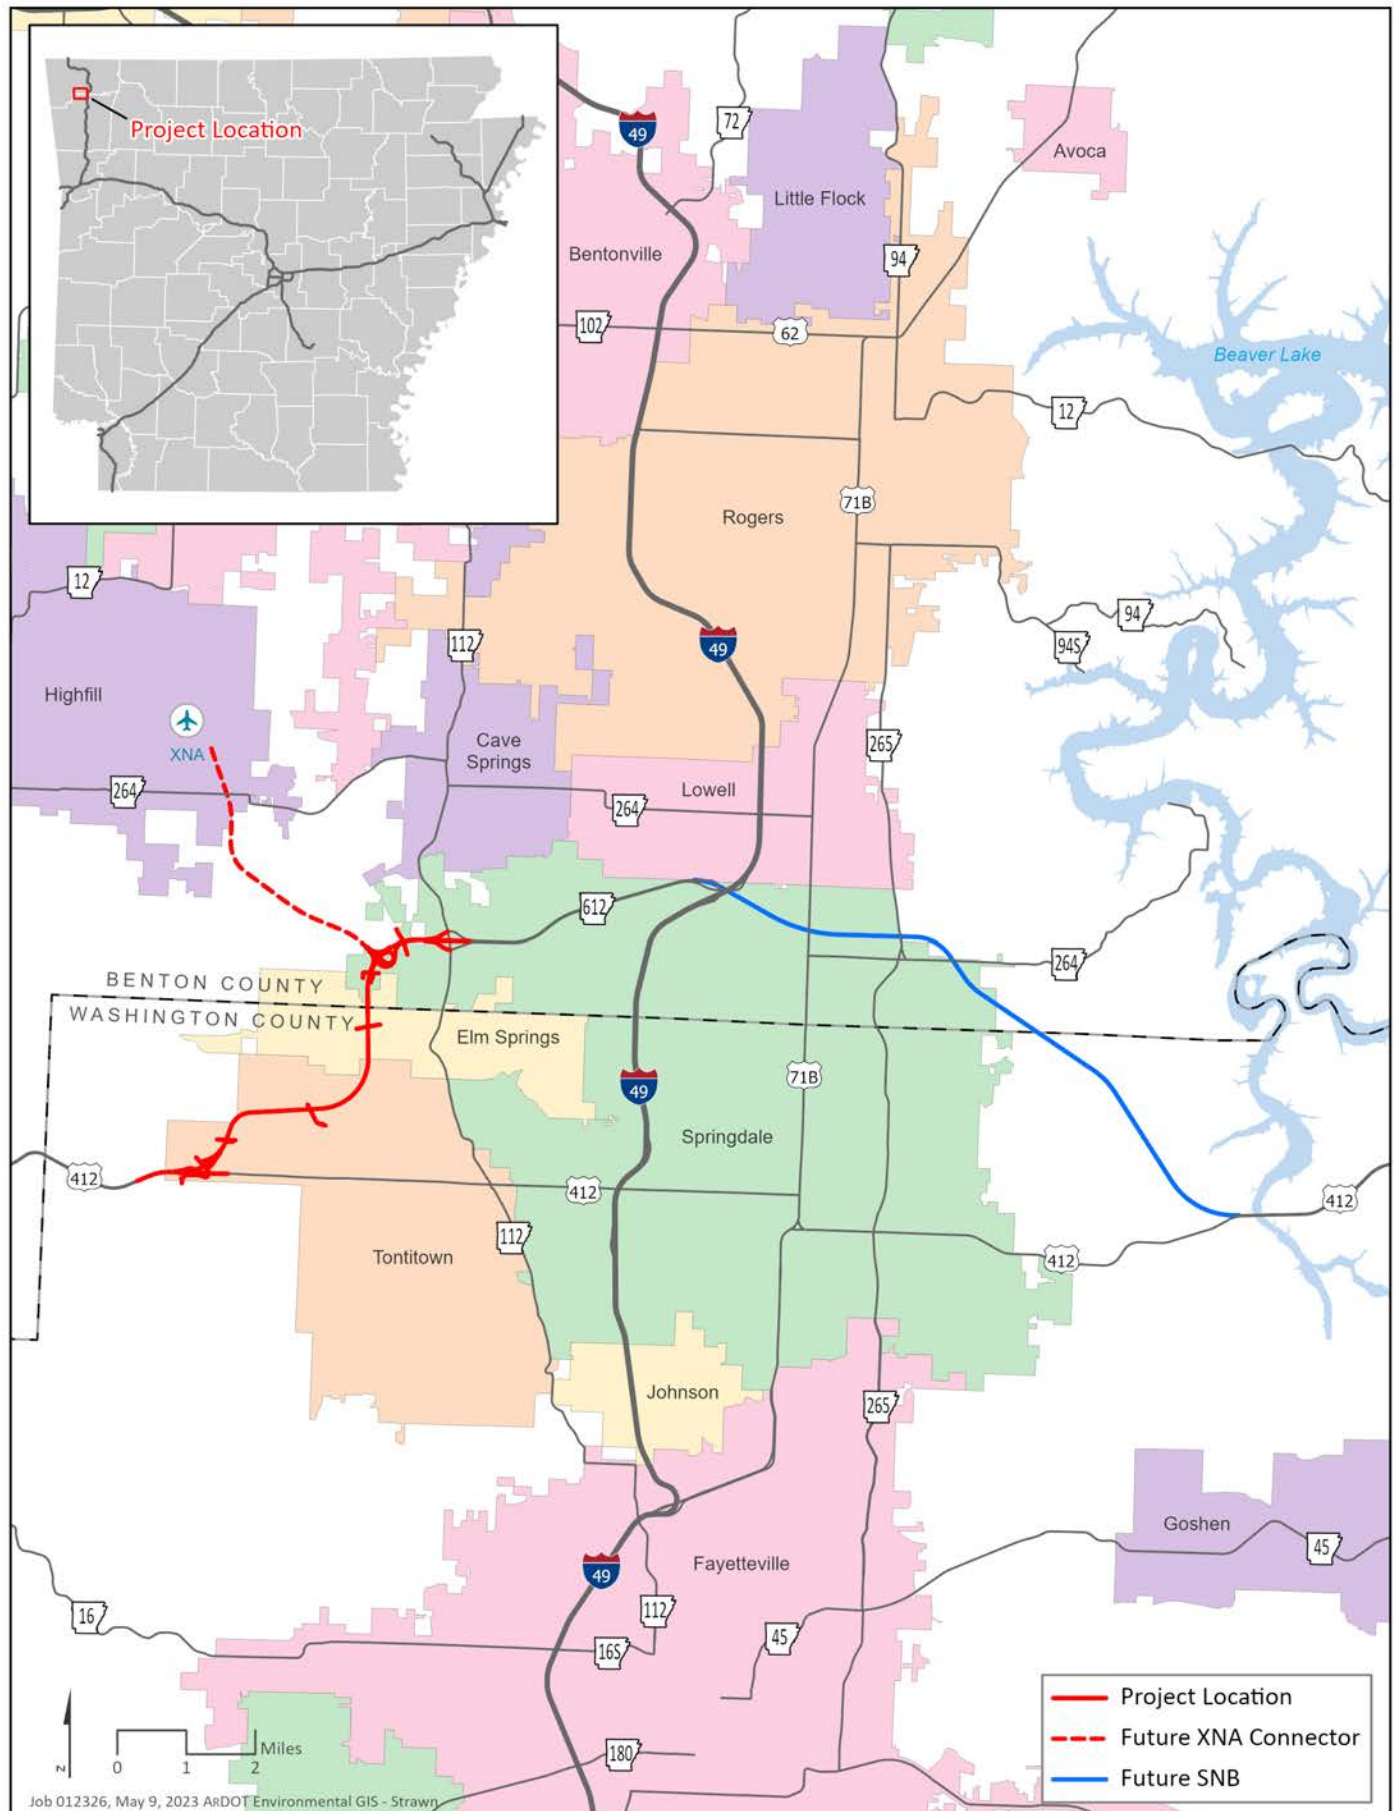 Project Location
49
72
Avoca
Little Flock
Bentonville
94
102
62
Beaver Lake
12
71B
Rogers
12
94
112
94S
49
Highfill
XNA
Cave
Springs
265
264
Lowell
264
612
264
BENTON COUNTY
WASHINGTON COUNTY
Elm Springs
71B
49
Springdale
412
412
412
112
Tontitown
412
Johnson
265
Goshen
45
Fayetteville
49
112
16
45
16S
180
N
Miles
0 1 2
Project Location
Future XNA Connector
Future SNB
Job 012326, May 9, 2023 ARDOT Environmental GIS - Strawn